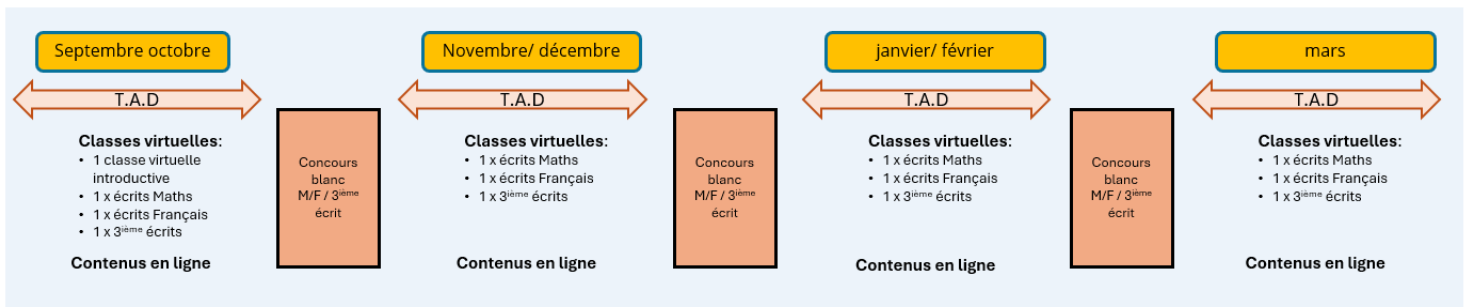 Septembre octobre
T.A.D
Classes virtuelles:
• 1 classe virtuelle
introductive
• 1 x écrits Maths
• 1 x écrits Français
• 1 x 3ième écrits
Contenus en ligne
Concours
blanc
M/F / 3ième
écrit
Novembre/ décembre
T.A.D
Classes virtuelles:
• 1 x écrits Maths
• 1 x écrits Français
• 1 x 3ième écrits
Contenus en ligne
Concours
blanc
M/F / 3ième
écrit
janvier/ février
T.A.D
Classes virtuelles:
• 1 x écrits Maths
• 1 x écrits Français
• 1 x 3ième écrits
Contenus en ligne
Concours
blanc
M/F / 3ième
écrit
mars
T.A.D
Classes virtuelles:
• 1 x écrits Maths
• 1 x écrits Français
• 1 x 3ième écrits
Contenus en ligne